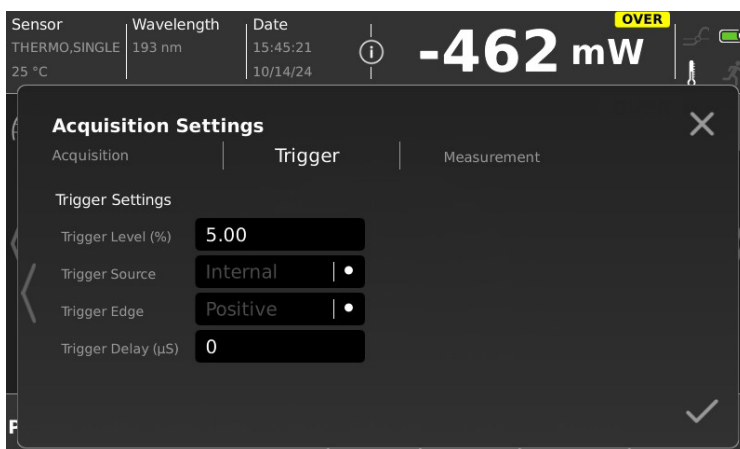 Sensor
THERMO,SINGLE
25 °C
Wavelength
193 nm
Date
15:45:21
10/14/24
OVER
-462 mW
Acquisition Settings
Acquisition
Trigger
Measurement
Trigger Settings
Trigger Level (%) 5.00
Trigger Source Internal
Trigger Edge Positive
Trigger Delay (µS) 0